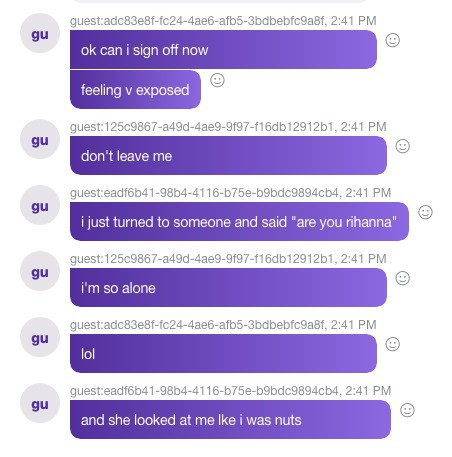 guest:adc83e8f-fc24-4ae6-afb5-3bdbebfc9a8f, 2:41 PM
gu
ok can i sign off now
feeling v exposed
guest:125c9867-a49d-4ae9-9f97-f16db12912b1, 2:41 PM
gu
don't leave me
guest:eadf6b41-98b4-4116-b75e-b9bdc9894cb4, 2:41 PM
gu
i just turned to someone and said "are you rihanna"
guest:125c9867-a49d-4ae9-9f97-f16db12912b1, 2:41 PM
gu
i'm so alone
guest:adc83e8f-fc24-4ae6-afb5-3bdbebfc9a8f, 2:41 PM
gu
lol
guest:eadf6b41-98b4-4116-b75e-b9bdc9894cb4, 2:41 PM
gu
and she looked at me lke i was nuts